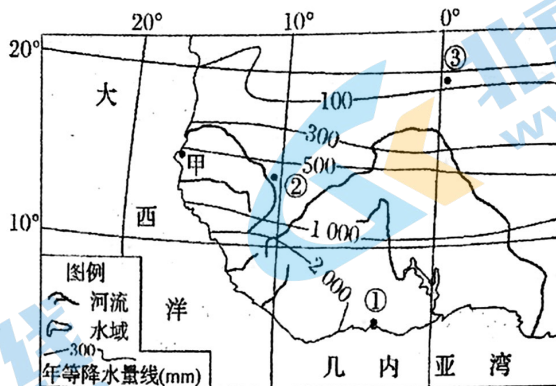 20° 10° 0°
20°
③
大
100
300
甲
500
②
西
1 000
10°
2 000
图例
河流
洋
①
水域
300
年等降水量线(mm)
几 内 亚 湾